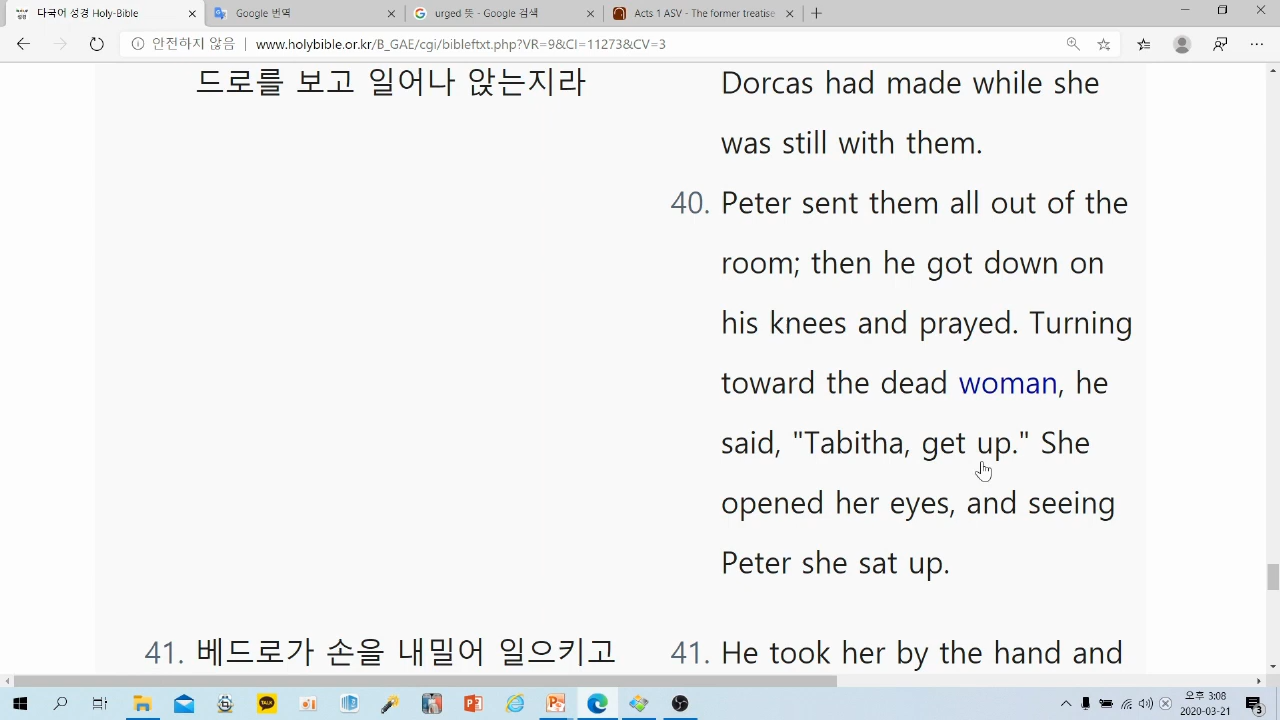 다국어 성경 Holy-Bible
Google 번역
urged 뜻 - Google 검색
Acts 1 ASV - The former treatise
안전하지 않음
www.holybible.or.kr/B_GAE/cgi/bibleftxt.php?VR=9&CI=11273&CV=3
드로를 보고 일어나 앉는지라
Dorcas had made while she
was still with them.
40. Peter sent them all out of the
room; then he got down on
his knees and prayed. Turning
toward the dead woman, he
said, "Tabitha, get up." She
opened her eyes, and seeing
Peter she sat up.
41. 베드로가 손을 내밀어 일으키고
41. He took her by the hand and
TALK
오후 3:08
2020-03-21
3